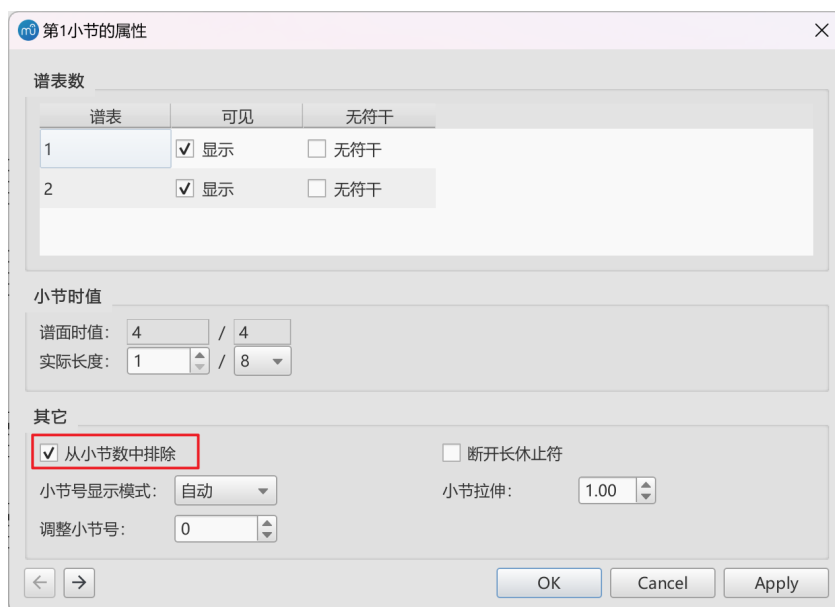 第1小节的属性
谱表数
谱表 可见 无符干
1 显示 无符干
2 显示 无符干
小节时值
谱面时值： 4 / 4
实际长度： 1 / 8
其它
从小节数中排除 断开长休止符
小节号显示模式： 自动 小节拉伸： 1.00
调整小节号： 0
OK Cancel Apply